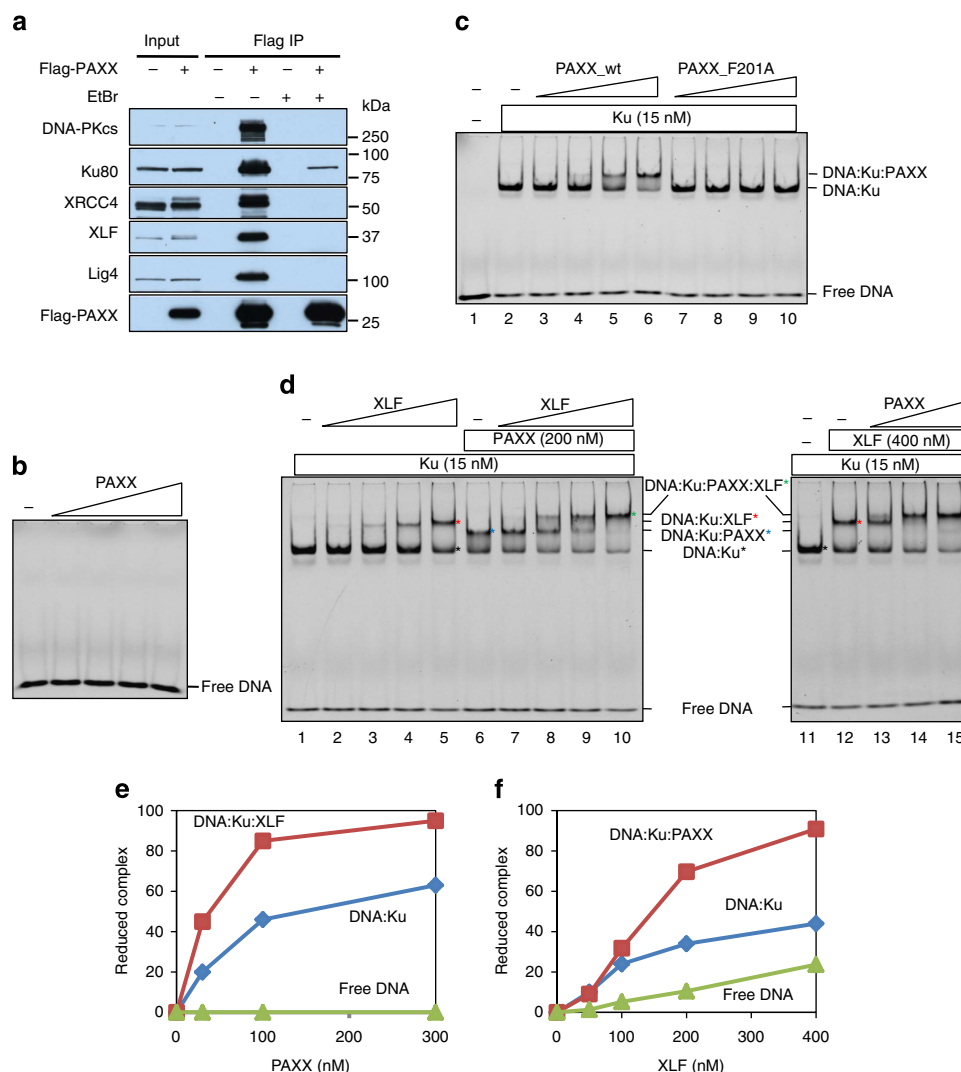 a
Input Flag IP
Flag-PAXX – + – + – +
EtBr – – + +
kDa
DNA-PKcs 250
Ku80 100
75
XRCC4 50
XLF 37
Lig4 100
Flag-PAXX 25
b
PAXX
–
Free DNA
c
PAXX_wt PAXX_F201A
– –
– Ku (15 nM)
DNA:Ku:PAXX
DNA:Ku
Free DNA
1 2 3 4 5 6 7 8 9 10
d
XLF XLF
– –
PAXX (200 nM)
Ku (15 nM)
DNA:Ku:PAXX:XLF*
DNA:Ku:XLF*
DNA:Ku:PAXX*
DNA:Ku*
Free DNA
1 2 3 4 5 6 7 8 9 10
PAXX
– –
– XLF (400 nM)
Ku (15 nM)
11 12 13 14 15
e
100
80
60
40
20
0
Reduced complex
DNA:Ku:XLF
DNA:Ku
Free DNA
0 100 200 300
PAXX (nM)
f
100
80
60
40
20
0
Reduced complex
DNA:Ku:PAXX
DNA:Ku
Free DNA
0 100 200 300 400
XLF (nM)